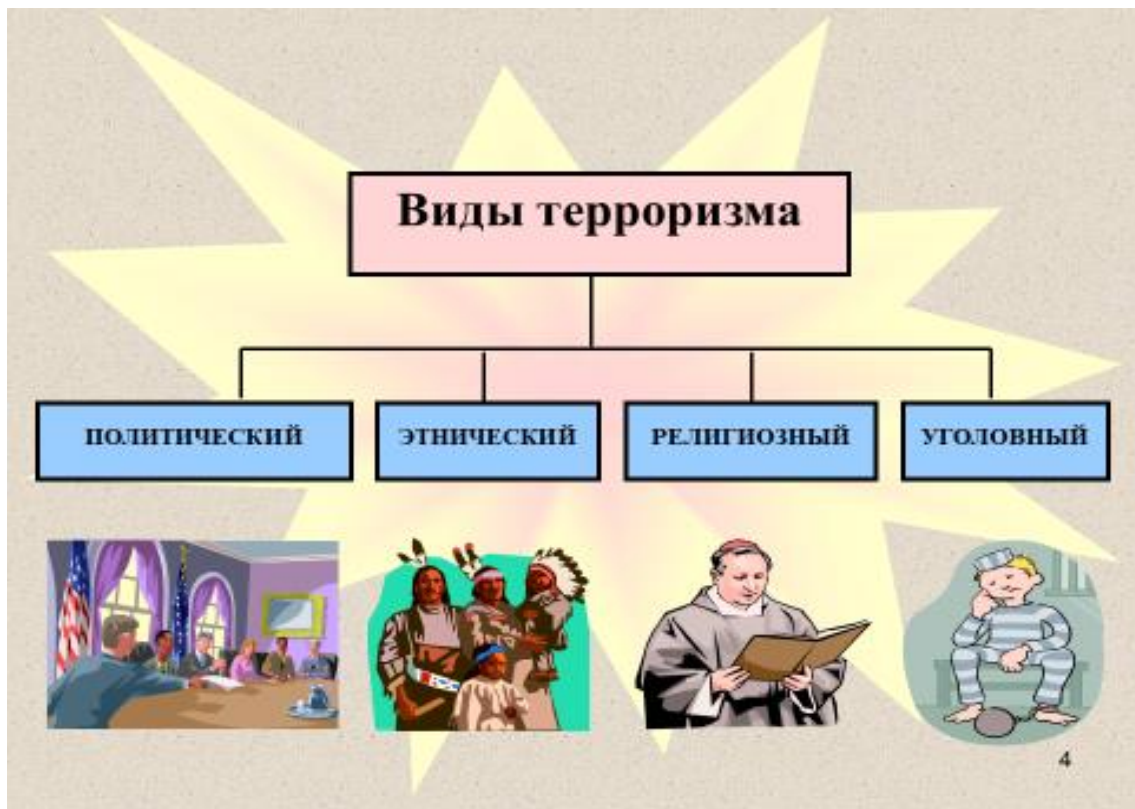 Виды терроризма
ПОЛИТИЧЕСКИЙ
ЭТНИЧЕСКИЙ
РЕЛИГИОЗНЫЙ
УГОЛОВНЫЙ
4